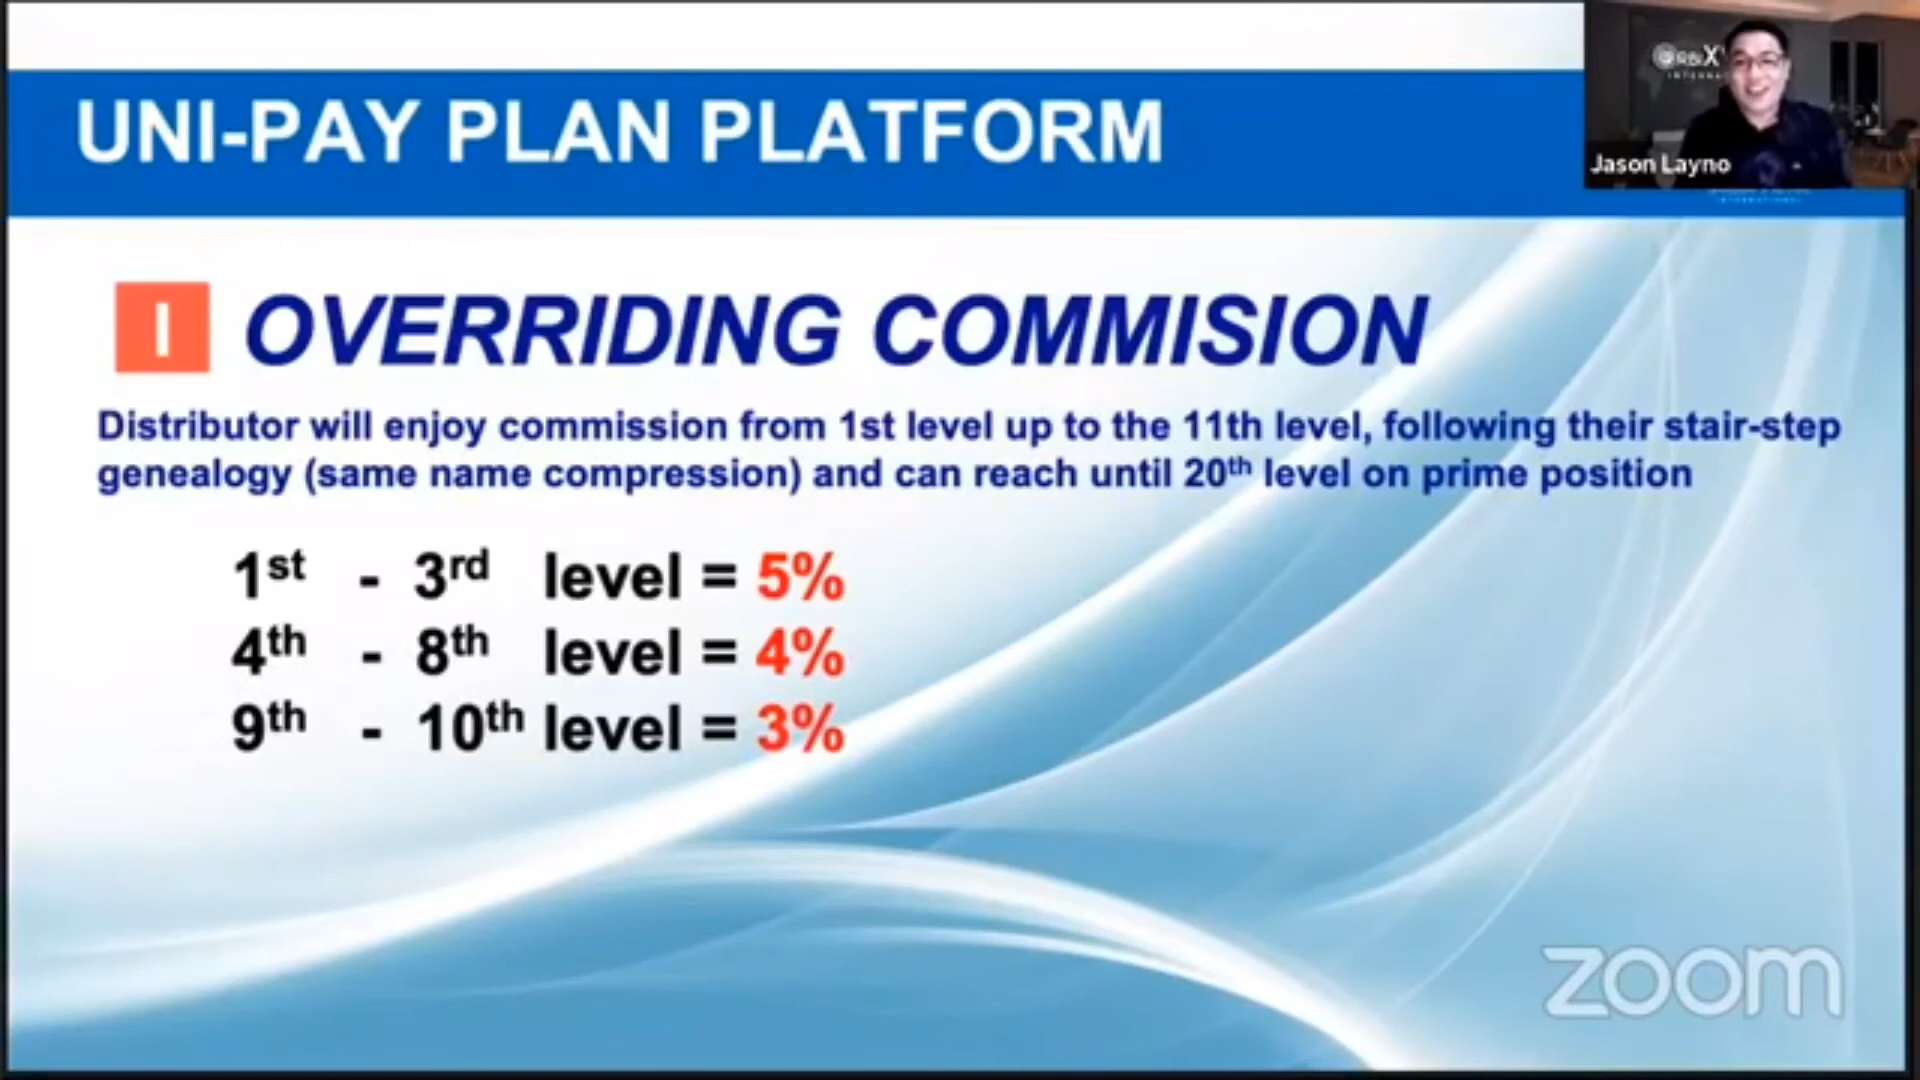 UNI-PAY PLAN PLATFORM
Jason Layno
I OVERRIDING COMMISION
Distributor will enjoy commission from 1st level up to the 11th level, following their stair-step
genealogy (same name compression) and can reach until 20th level on prime position
1st - 3rd level = 5%
4th - 8th level = 4%
9th - 10th level = 3%
zoom